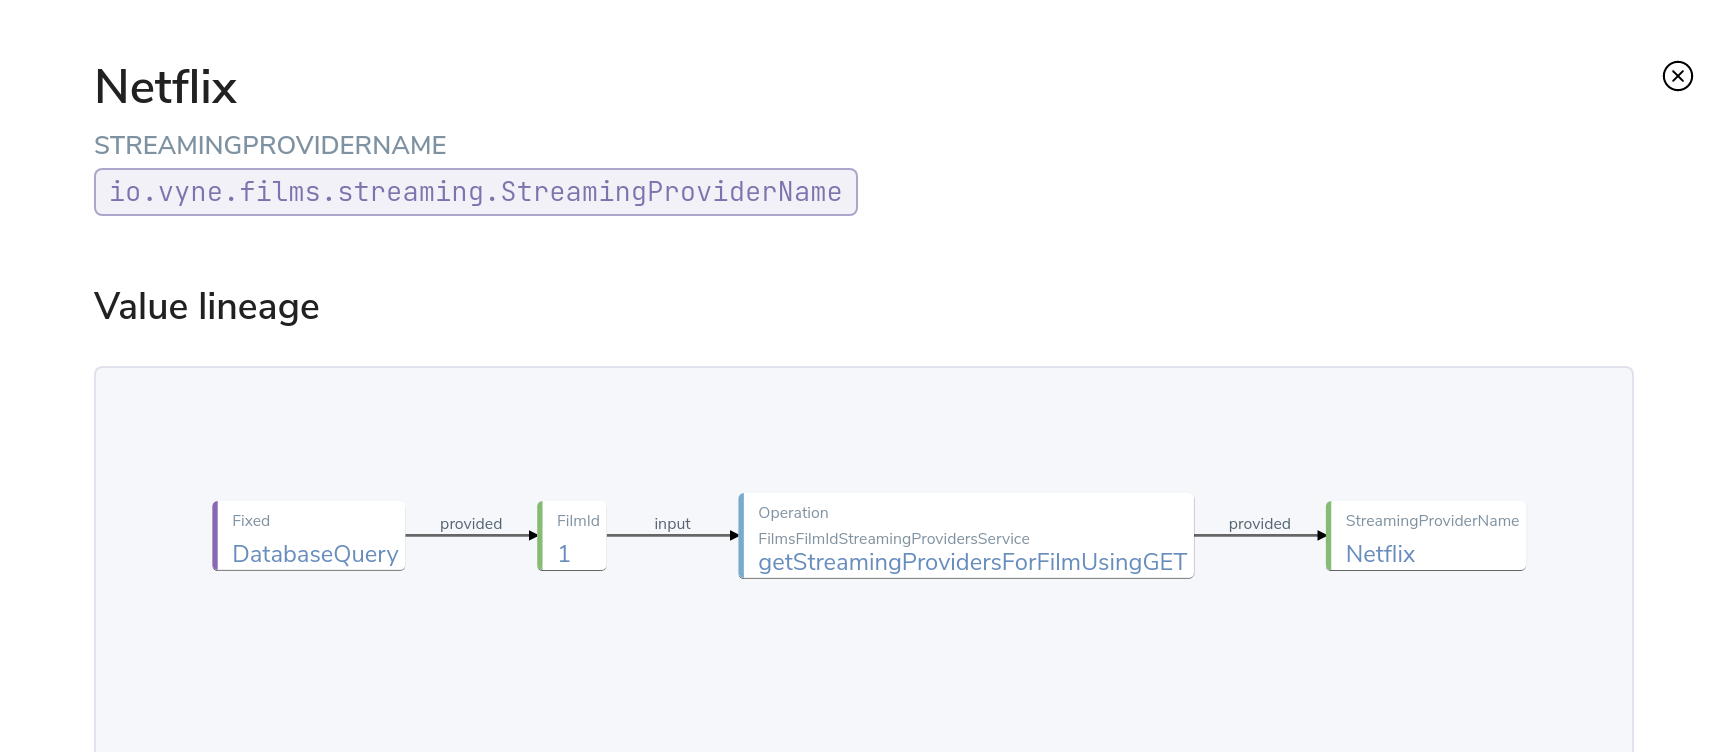 Netflix
STREAMINGPROVIDERNAME
io.vyne.films.streaming.StreamingProviderName
Value lineage
Fixed
DatabaseQuery
provided
FilmId
1
input
Operation
FilmsFilmIdStreamingProvidersService
getStreamingProvidersForFilmUsingGET
provided
StreamingProviderName
Netflix